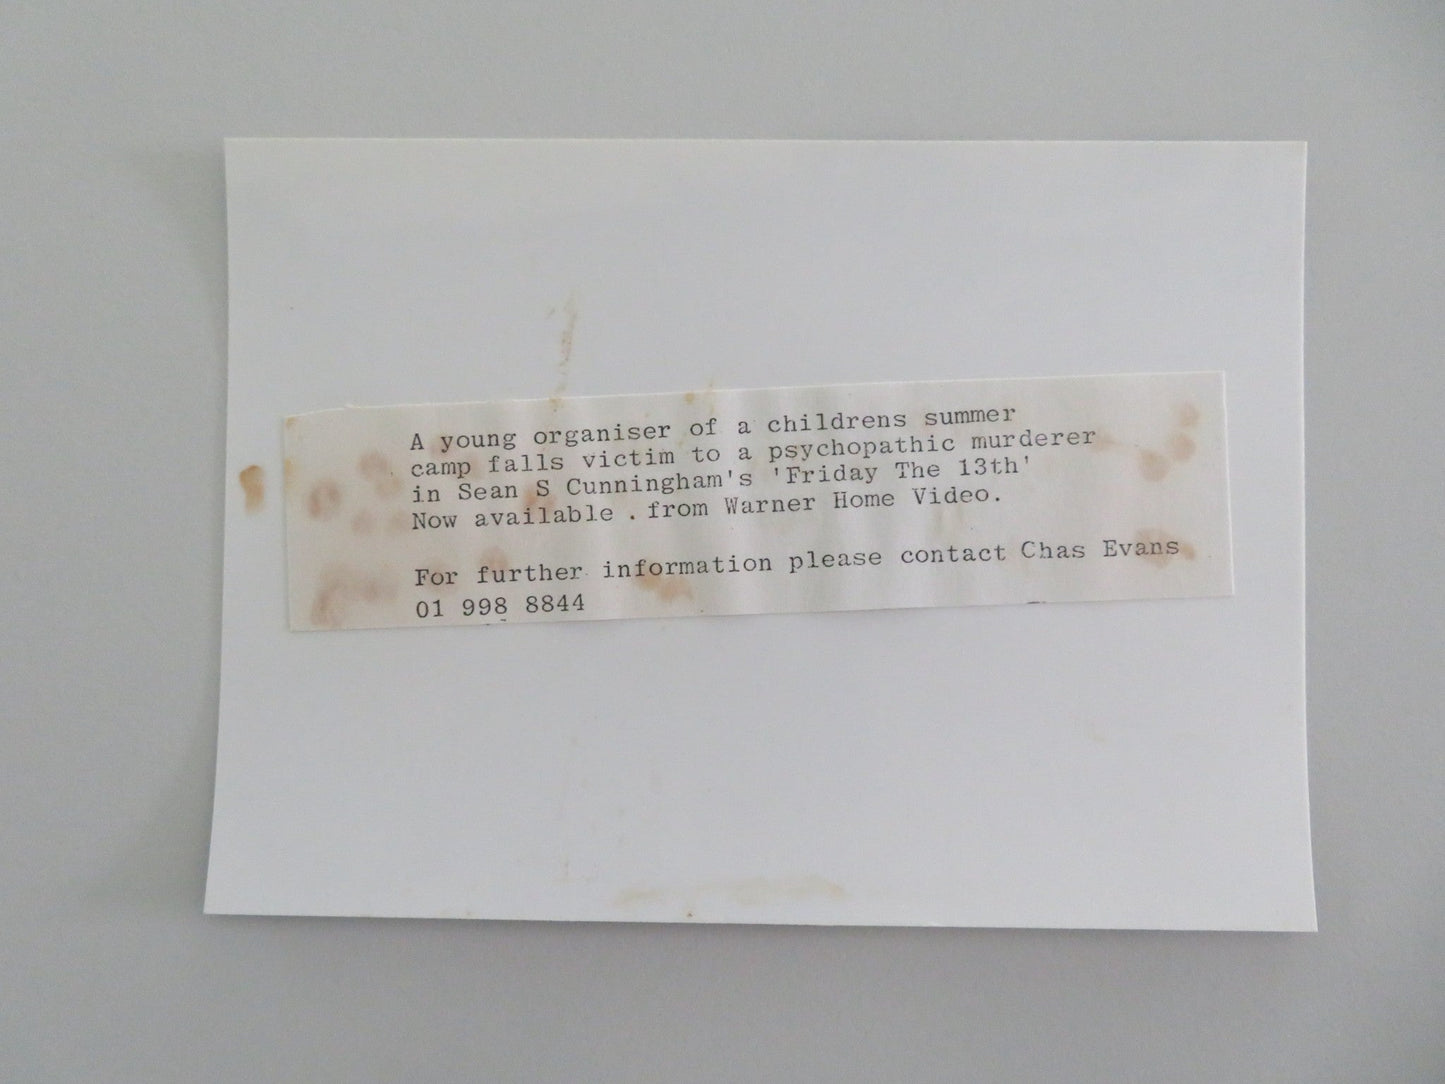 A young organiser of a childrens summer
camp falls victim to a psychopathic murderer
in Sean S Cunningham's 'Friday The 13th'
Now available . from Warner Home Video.
For further information please contact Chas Evans
01 998 8844